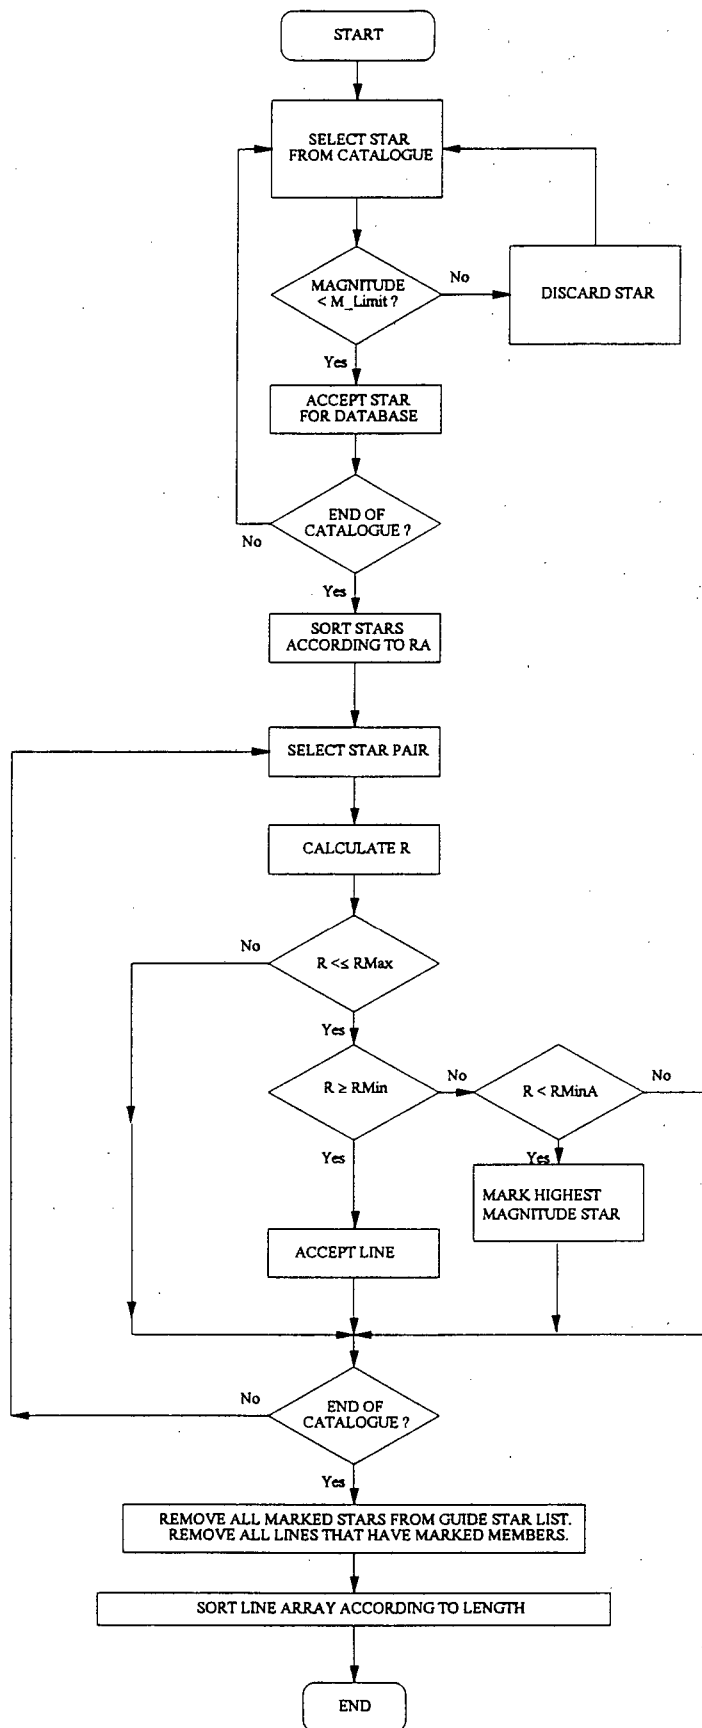 START
SELECT STAR
FROM CATALOGUE
MAGNITUDE
< M_Limit ?
No
DISCARD STAR
Yes
ACCEPT STAR
FOR DATABASE
END OF
CATALOGUE ?
No
Yes
SORT STARS
ACCORDING TO RA
SELECT STAR PAIR
CALCULATE R
No
R <≤ RMax
Yes
R ≥ RMin
No
R < RMinA
No
Yes
Yes
MARK HIGHEST
MAGNITUDE STAR
ACCEPT LINE
No
END OF
CATALOGUE ?
Yes
REMOVE ALL MARKED STARS FROM GUIDE STAR LIST.
REMOVE ALL LINES THAT HAVE MARKED MEMBERS.
SORT LINE ARRAY ACCORDING TO LENGTH
END